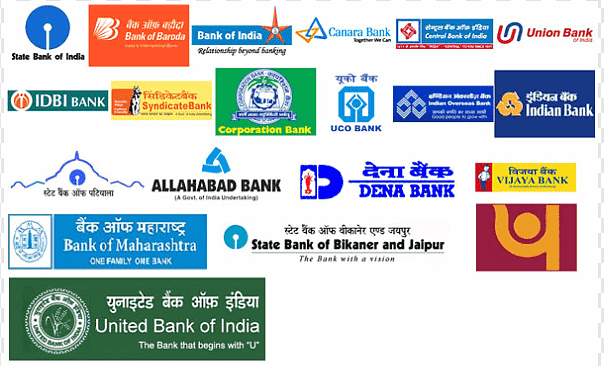 State Bank of India
बैंक ऑफ़ बड़ौदा
Bank of Baroda
Bank of India
Relationship beyond banking
Canara Bank
Together We Can
सेन्ट्रल बैंक ऑफ़ इंडिया
Central Bank of India
Union Bank
of India
IDBI BANK
सिंडिकेटबैंक
SyndicateBank
Corporation Bank
यूको बैंक
UCO BANK
इण्डियन ओवरसीज़ बैंक
Indian Overseas Bank
Good people to grow with
इंडियन बैंक
Indian Bank
स्टेट बैंक ऑफ पटियाला
ALLAHABAD BANK
(A Govt. of India Undertaking)
देना बैंक
DENA BANK
विजया बैंक
VIJAYA BANK
बैंक ऑफ महाराष्ट्र
Bank of Maharashtra
ONE FAMILY ONE BANK
स्टेट बैंक ऑफ बीकानेर एण्ड जयपुर
State Bank of Bikaner and Jaipur
The Bank with a vision
युनाइटेड बैंक ऑफ़ इंडिया
United Bank of India
The Bank that begins with "U"